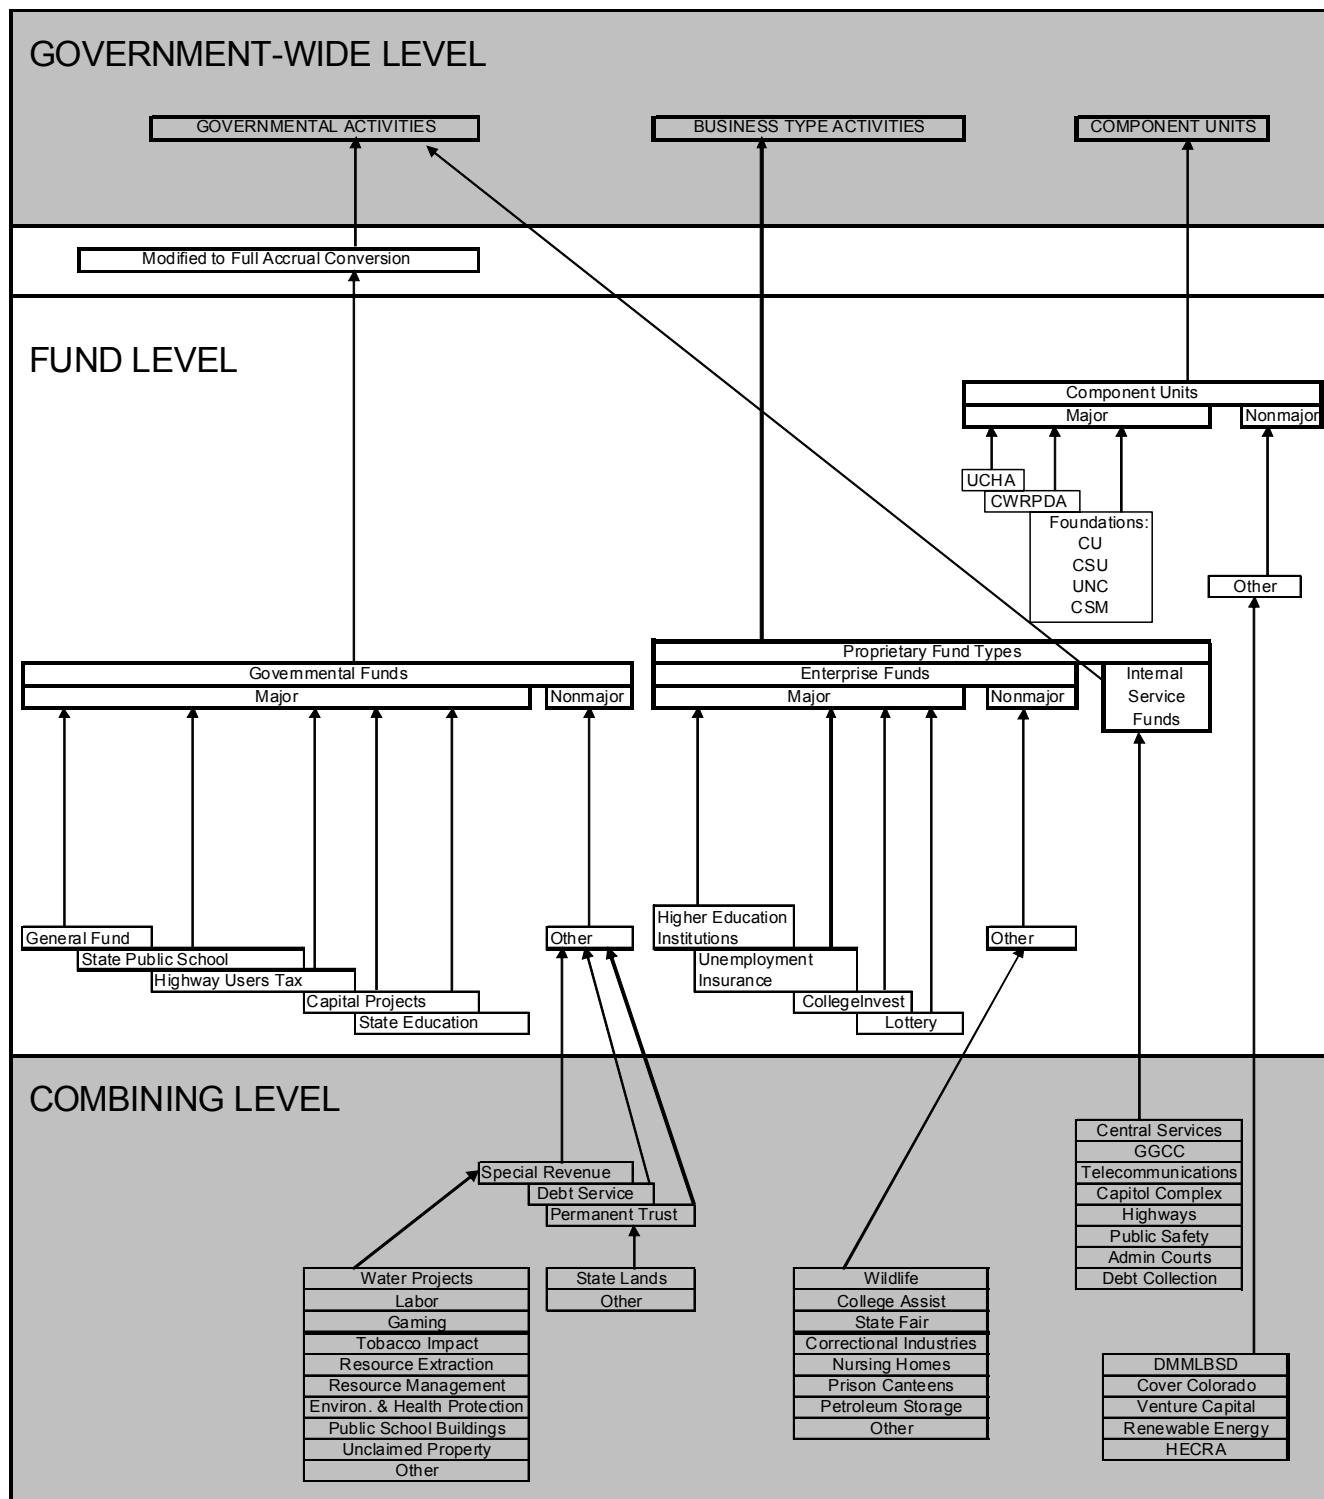 GOVERNMENT-WIDE LEVEL
GOVERNMENTAL ACTIVITIES
BUSINESS TYPE ACTIVITIES
COMPONENT UNITS
Modified to Full Accrual Conversion
FUND LEVEL
Component Units
Major
Nonmajor
UCHA
CWRPDA
Foundations:
CU
CSU
UNC
CSM
Other
Governmental Funds
Major
Nonmajor
Proprietary Fund Types
Enterprise Funds
Major
Nonmajor
Internal
Service
Funds
General Fund
State Public School
Highway Users Tax
Capital Projects
State Education
Other
Higher Education
Institutions
Unemployment
Insurance
CollegeInvest
Lottery
Other
COMBINING LEVEL
Special Revenue
Debt Service
Permanent Trust
Water Projects
Labor
Gaming
Tobacco Impact
Resource Extraction
Resource Management
Environ. & Health Protection
Public School Buildings
Unclaimed Property
Other
State Lands
Other
Wildlife
College Assist
State Fair
Correctional Industries
Nursing Homes
Prison Canteens
Petroleum Storage
Other
Central Services
GGCC
Telecommunications
Capitol Complex
Highways
Public Safety
Admin Courts
Debt Collection
DMMLBSD
Cover Colorado
Venture Capital
Renewable Energy
HECRA